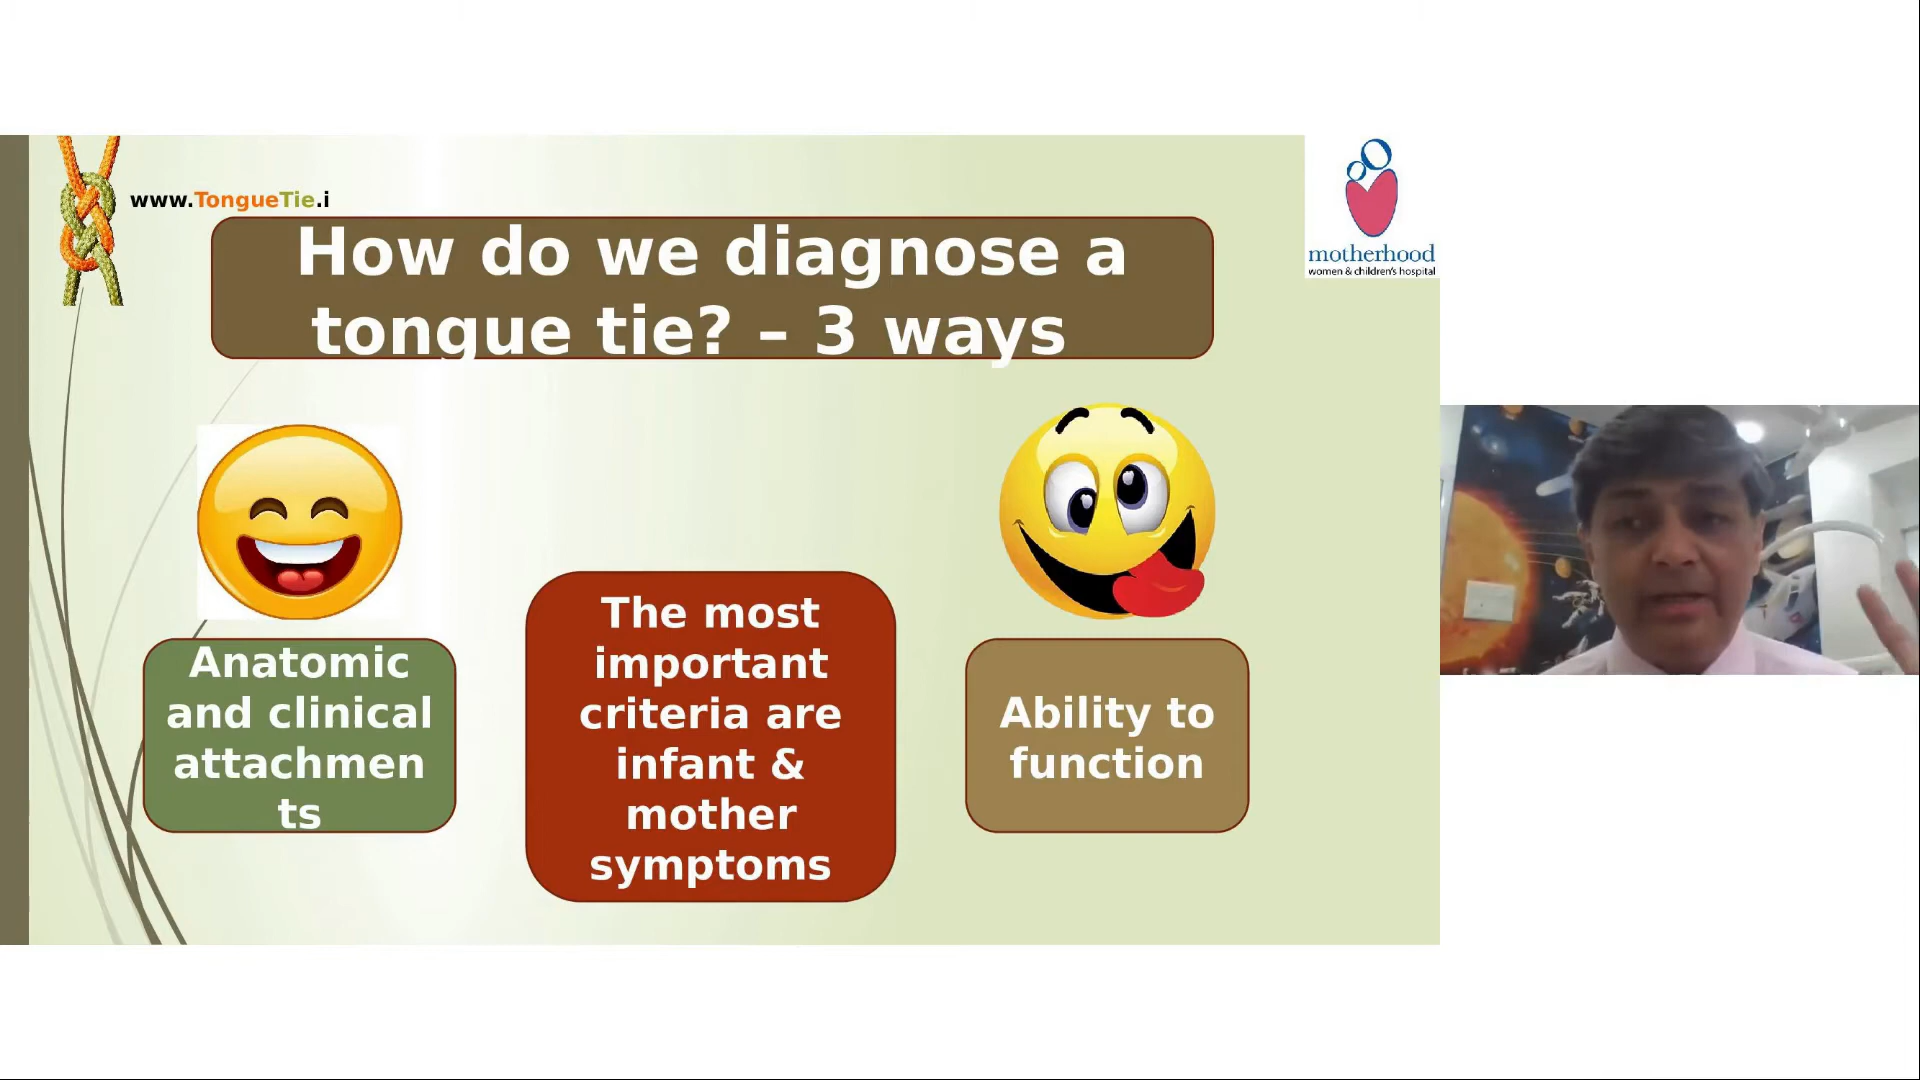 www.TongueTie.i
motherhood
women & children's hospital
How do we diagnose a
tongue tie? – 3 ways
Anatomic
and clinical
attachmen
ts
The most
important
criteria are
infant &
mother
symptoms
Ability to
function